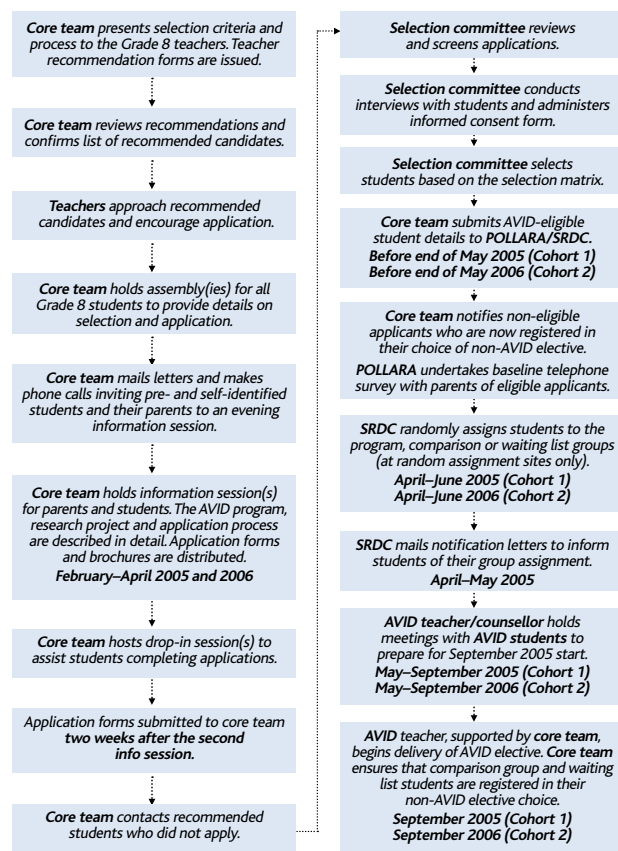 Core team presents selection criteria and
process to the Grade 8 teachers. Teacher
recommendation forms are issued.
Core team reviews recommendations and
confirms list of recommended candidates.
Teachers approach recommended
candidates and encourage application.
Core team holds assembly(ies) for all
Grade 8 students to provide details on
selection and application.
Core team mails letters and makes
phone calls inviting pre- and self-identified
students and their parents to an evening
information session.
Core team holds information session(s)
for parents and students. The AVID program,
research project and application process
are described in detail. Application forms
and brochures are distributed.
February–April 2005 and 2006
Core team hosts drop-in session(s) to
assist students completing applications.
Application forms submitted to core team
two weeks after the second
info session.
Core team contacts recommended
students who did not apply.
Selection committee reviews
and screens applications.
Selection committee conducts
interviews with students and administers
informed consent form.
Selection committee selects
students based on the selection matrix.
Core team submits AVID-eligible
student details to POLLARA/SRDC.
Before end of May 2005 (Cohort 1)
Before end of May 2006 (Cohort 2)
Core team notifies non-eligible
applicants who are now registered in
their choice of non-AVID elective.
POLLARA undertakes baseline telephone
survey with parents of eligible applicants.
SRDC randomly assigns students to the
program, comparison or waiting list groups
(at random assignment sites only).
April–June 2005 (Cohort 1)
April–June 2006 (Cohort 2)
SRDC mails notification letters to inform
students of their group assignment.
April–May 2005
AVID teacher/counsellor holds
meetings with AVID students to
prepare for September 2005 start.
May–September 2005 (Cohort 1)
May–September 2006 (Cohort 2)
AVID teacher, supported by core team,
begins delivery of AVID elective. Core team
ensures that comparison group and waiting
list students are registered in their
non-AVID elective choice.
September 2005 (Cohort 1)
September 2006 (Cohort 2)